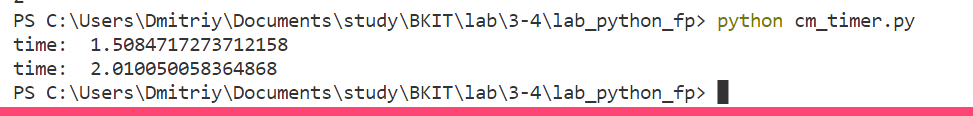 PS C:\Users\Dmitriy\Documents\study\BKIT\lab\3-4\lab_python_fp> python cm_timer.py
time:  1.5084717273712158
time:  2.010050058364868
PS C:\Users\Dmitriy\Documents\study\BKIT\lab\3-4\lab_python_fp>